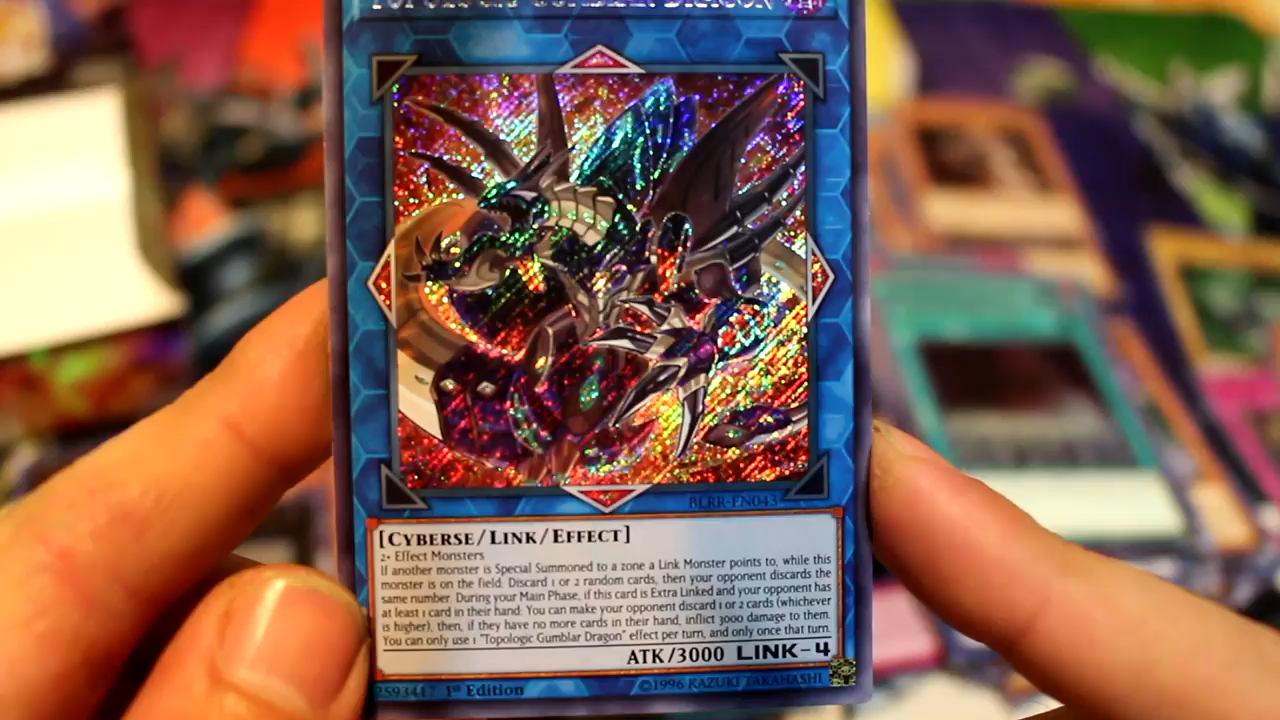 TOPOLOGIC GUMBLAR DRAGON
BLRR-EN043
[CYBERSE/LINK/EFFECT]
2+ Effect Monsters
If another monster is Special Summoned to a zone a Link Monster points to, while this
monster is on the field: Discard 1 or 2 random cards, then your opponent discards the
same number. During your Main Phase, if this card is Extra Linked and your opponent has
at least 1 card in their hand: You can make your opponent discard 1 or 2 cards (whichever
is higher), then, if they have no more cards in their hand, inflict 3000 damage to them.
You can only use 1 "Topologic Gumblar Dragon" effect per turn, and only once that turn.
ATK/3000 LINK-4
2593417 1st Edition
©1996 KAZUKI TAKAHASHI